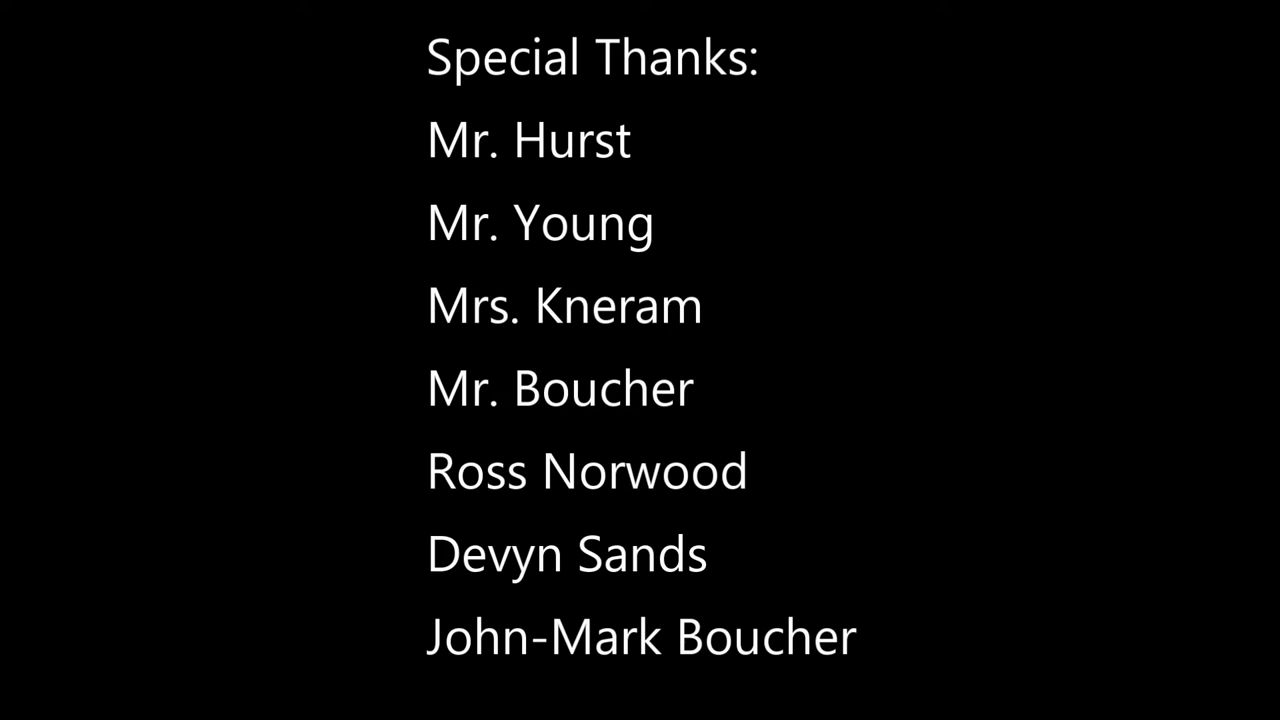 Special Thanks:
Mr. Hurst
Mr. Young
Mrs. Kneram
Mr. Boucher
Ross Norwood
Devyn Sands
John-Mark Boucher